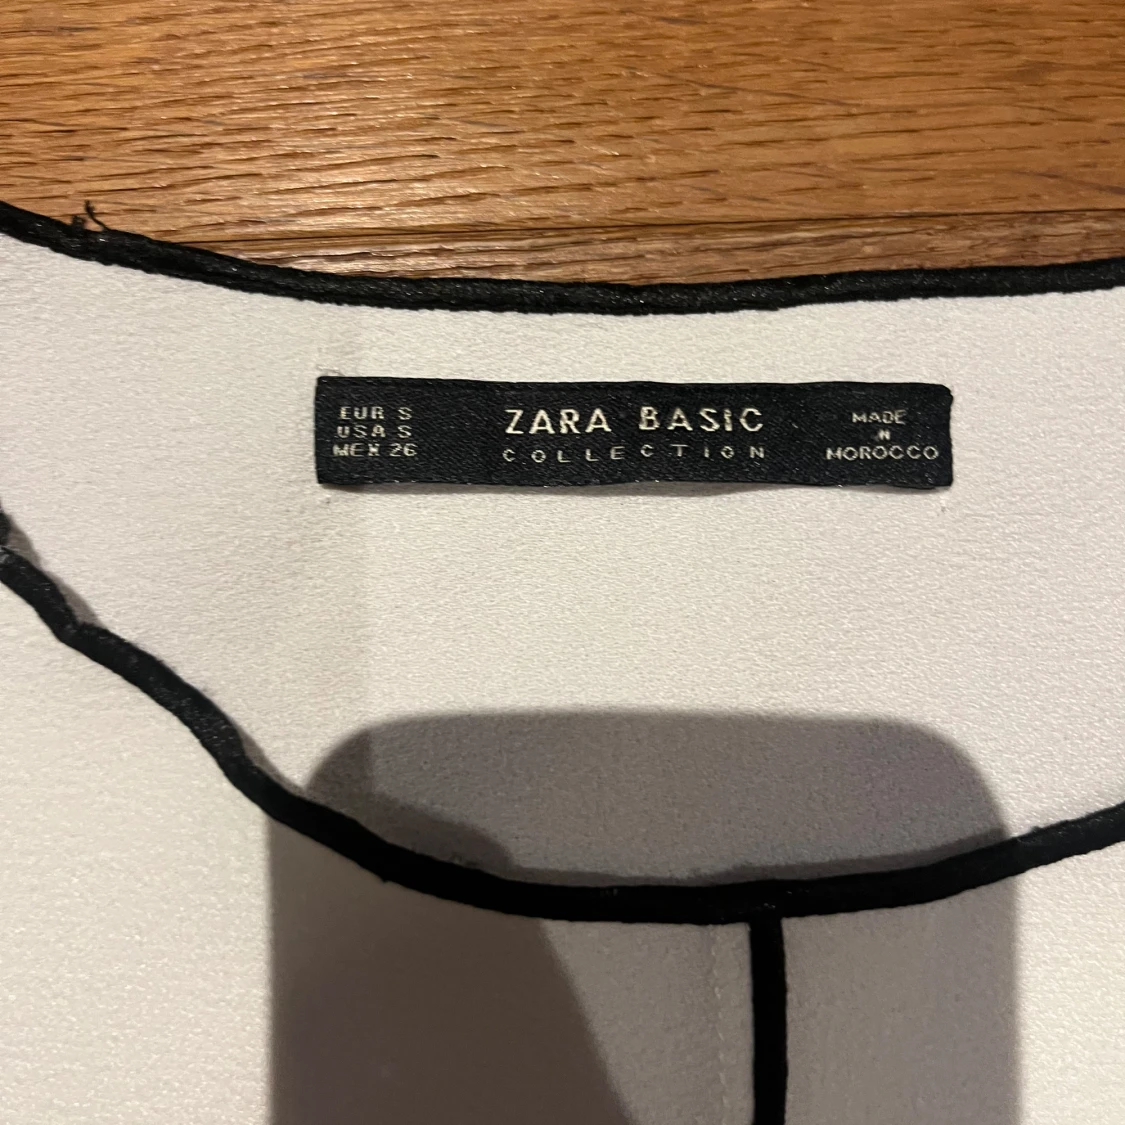 EUR S
USA S
MEX 26
ZARA BASIC
COLLECTION
MADE
IN
MOROCCO